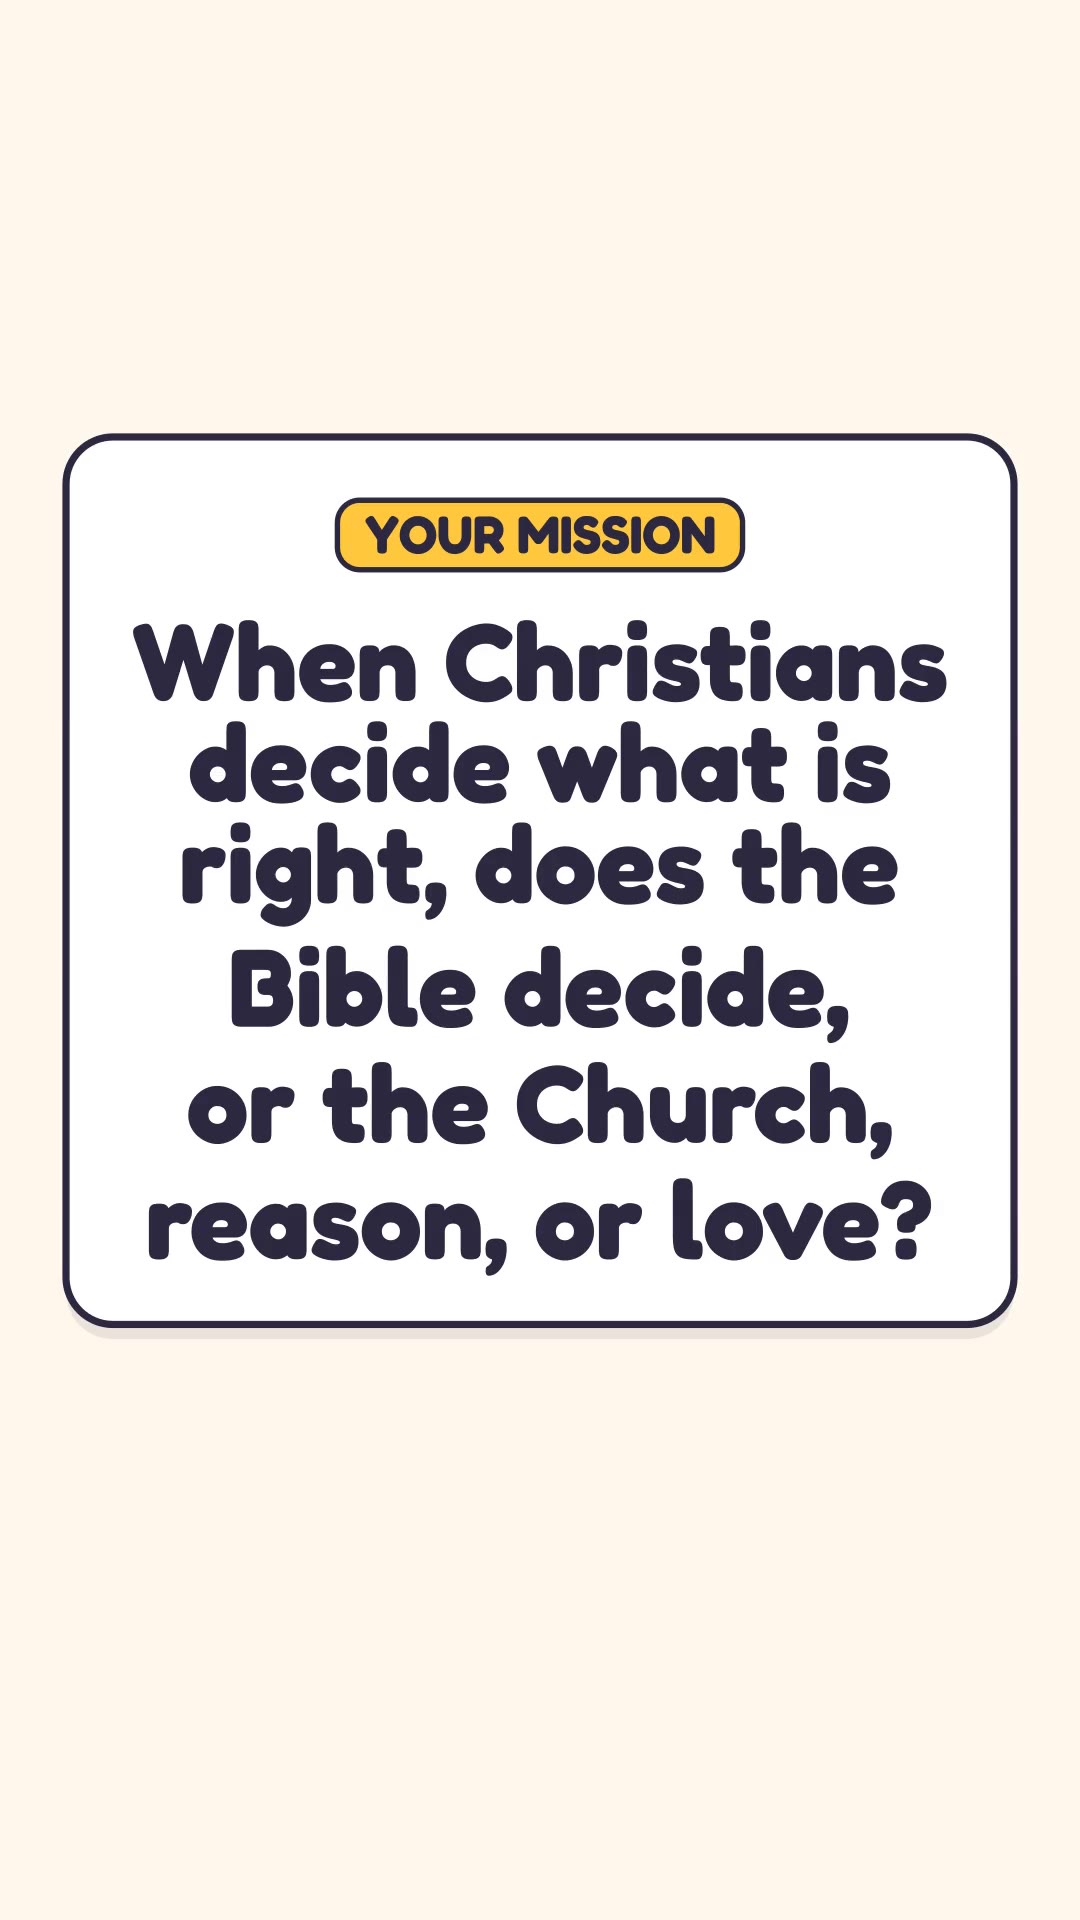 YOUR MISSION
When Christians
decide what is
right, does the
Bible decide,
or the Church,
reason, or love?